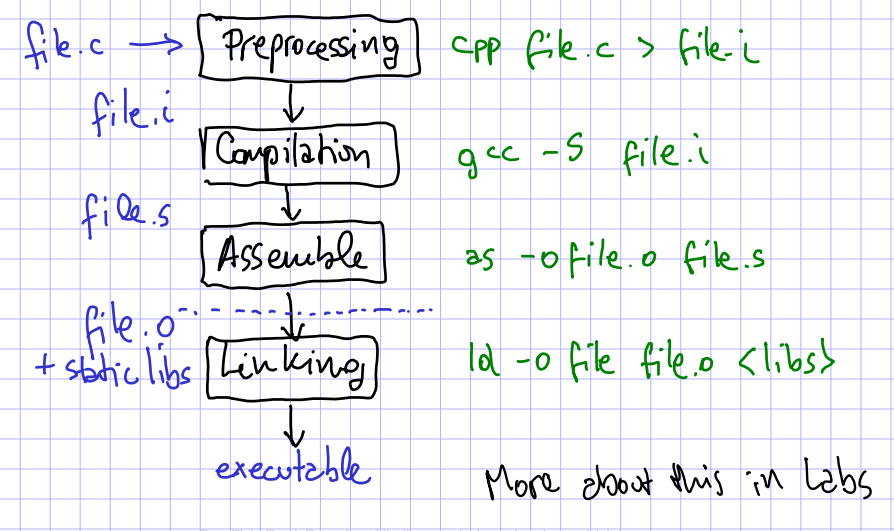 file.c → Preprocessing cpp file.c > file.i
file.i
Compilation gcc -S file.i
file.s
Assemble as -o file.o file.s
file.o
+ static libs Linking ld -o file file.o <libs>
executable
More about this in Labs